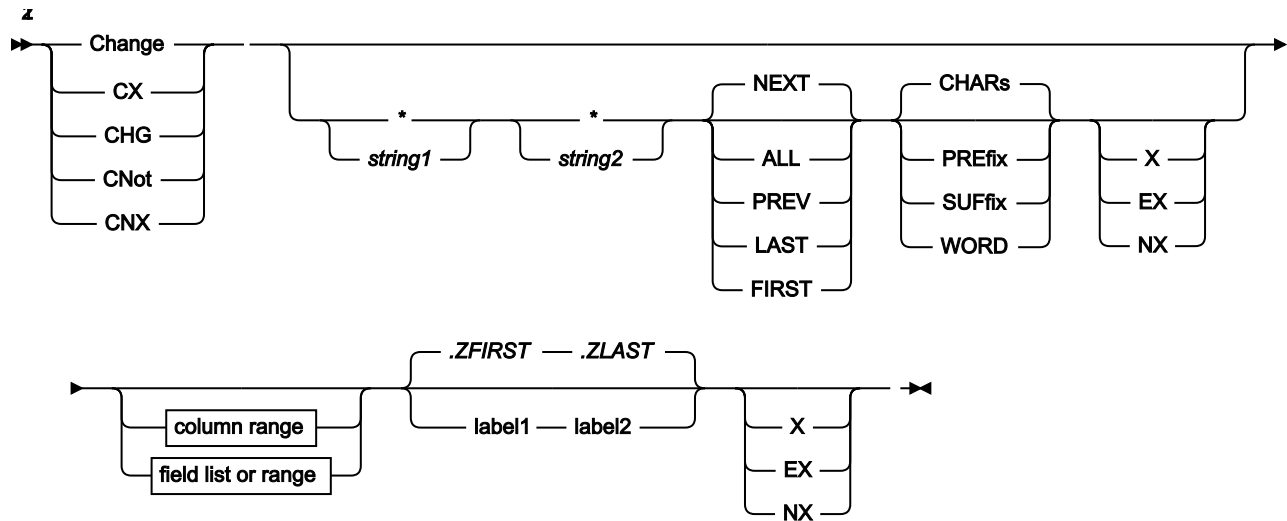 Change
CX
CHG
CNot
CNX
* *
string1 string2
NEXT
ALL
PREV
LAST
FIRST
CHARs
PREfix
SUFfix
WORD
X
EX
NX
column range
field list or range
.ZFIRST .ZLAST
label1 label2
X
EX
NX